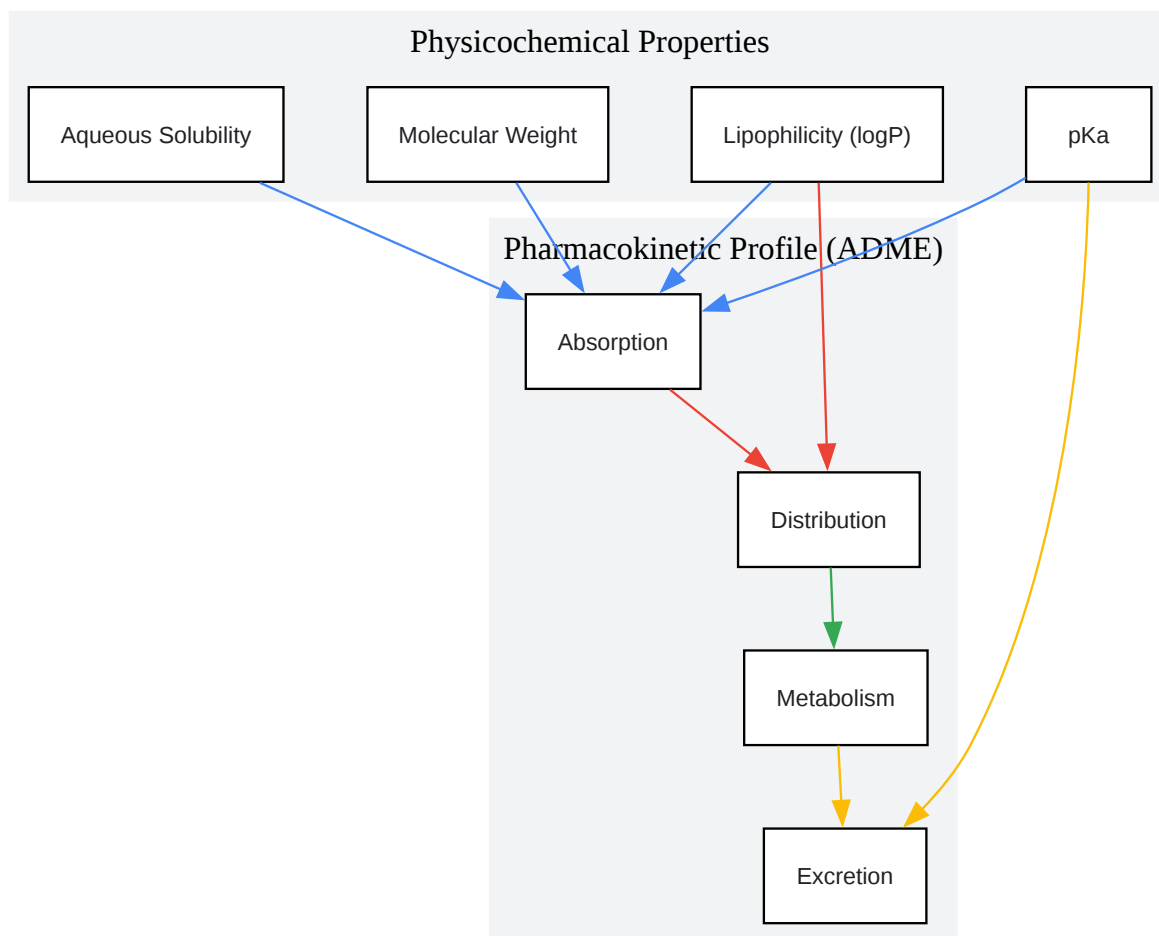 Physicochemical Properties
Aqueous Solubility
Molecular Weight
Lipophilicity (logP)
pKa
Pharmacokinetic Profile (ADME)
Absorption
Distribution
Metabolism
Excretion